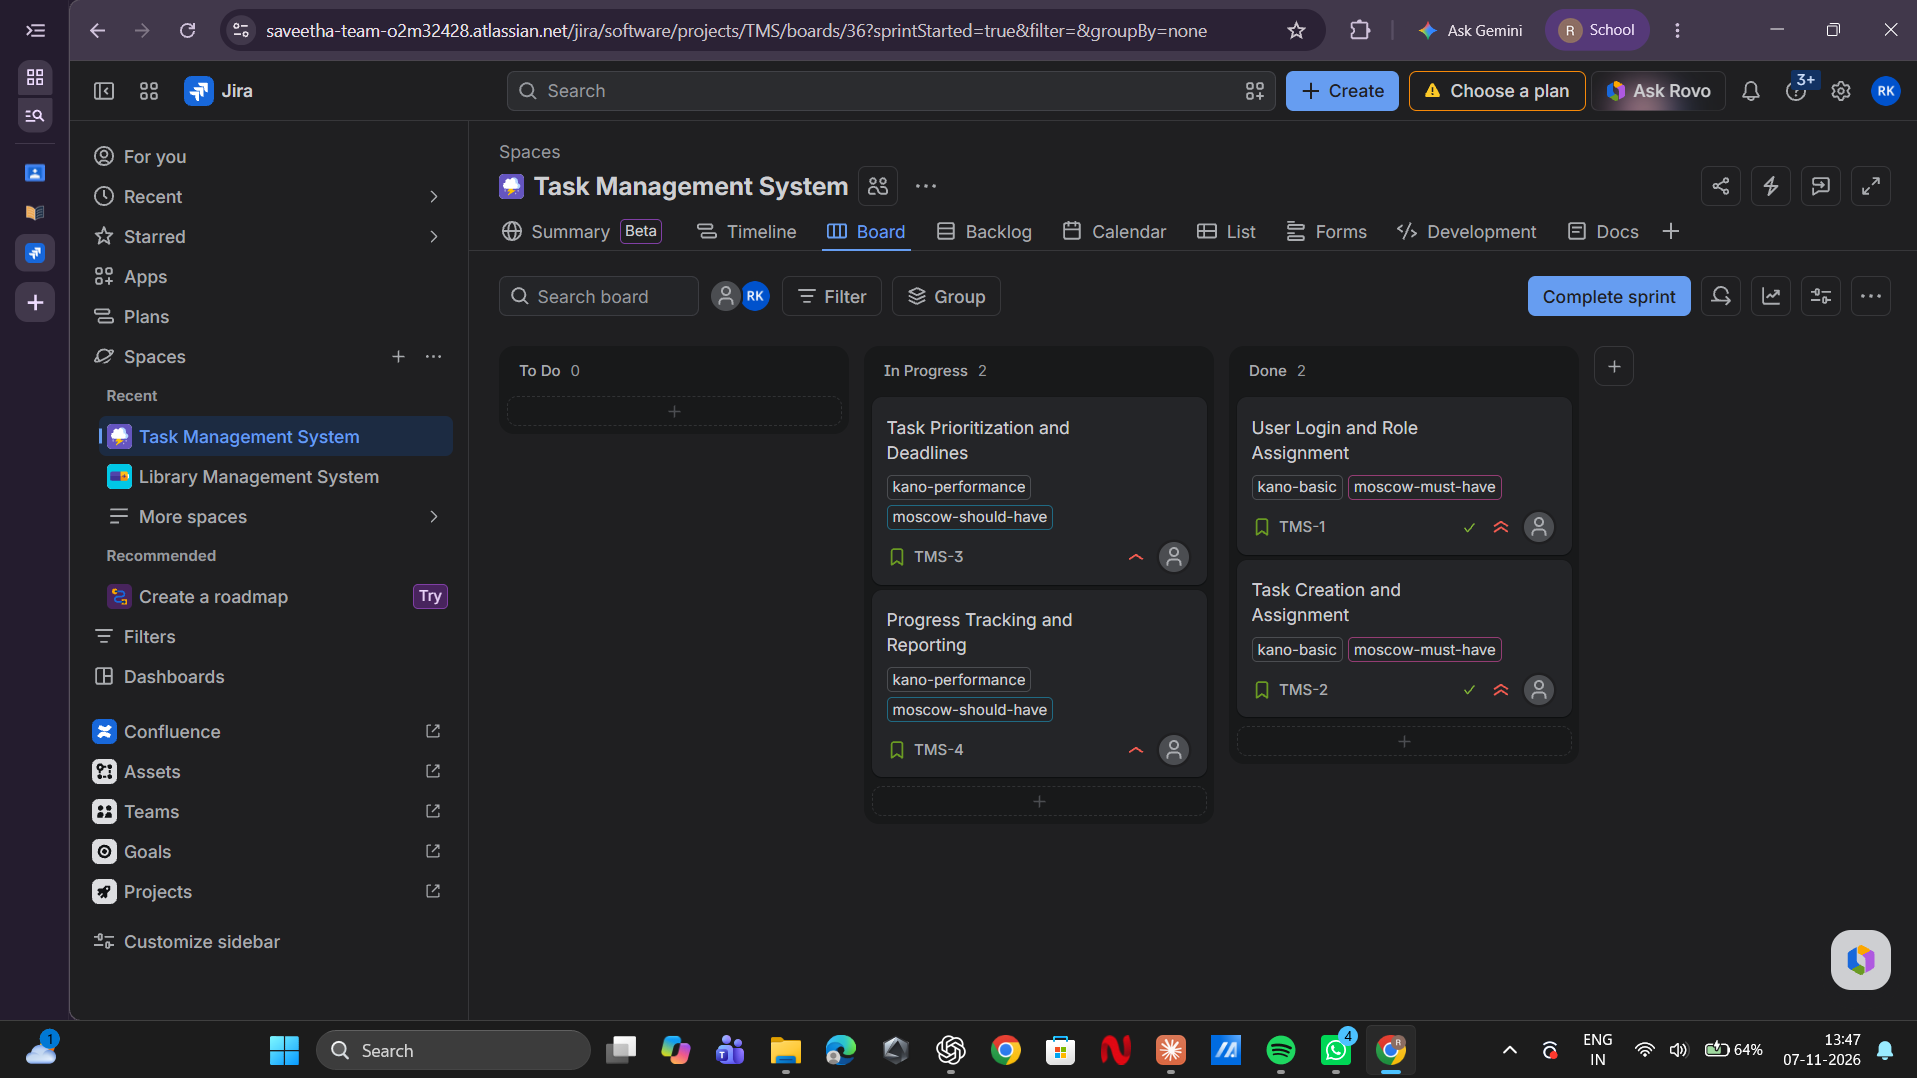 saveetha-team-o2m32428.atlassian.net/jira/software/projects/TMS/boards/36?sprintStarted=true&filter=&groupBy=none
Ask Gemini
R
School
Jira
Search
Create
Choose a plan
Ask Rovo
3+
RK
For you
Recent
Starred
Apps
Plans
Spaces
Recent
Task Management System
Library Management System
More spaces
Recommended
Create a roadmap
Try
Filters
Dashboards
Confluence
Assets
Teams
Goals
Projects
Customize sidebar
Spaces
Task Management System
Summary
Beta
Timeline
Board
Backlog
Calendar
List
Forms
Development
Docs
Search board
RK
Filter
Group
Complete sprint
To Do 0
In Progress 2
Task Prioritization and
Deadlines
kano-performance
moscow-should-have
TMS-3
Progress Tracking and
Reporting
kano-performance
moscow-should-have
TMS-4
Done 2
User Login and Role
Assignment
kano-basic
moscow-must-have
TMS-1
Task Creation and
Assignment
kano-basic
moscow-must-have
TMS-2
1
Search
4
R
ENG
IN
64%
13:47
07-11-2026